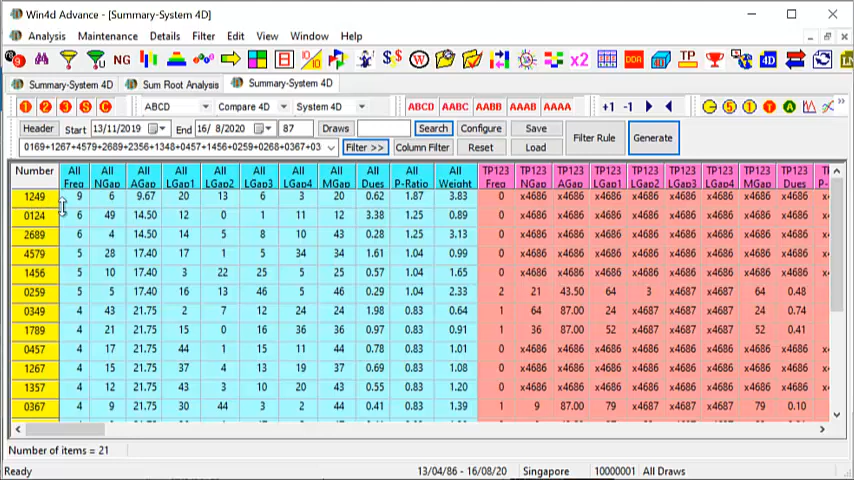 Win4d Advance - [Summary-System 4D]
Analysis Maintenance Details Filter Edit View Window Help
NG 10/10 $$ W B x2 DDA 4D TP 4D
Summary-System 4D Sum Root Analysis Summary-System 4D
1 2 3 S C ABCD Compare 4D System 4D ABCD AABC AABB AAAB AAAA +1 -1 5 1 T A
Header Start 13/11/2019 End 16/ 8/2020 87 Draws Search Configure Save Filter Rule Generate
0169+1267+4579+2689+2356+1348+0457+1456+0259+0268+0367+03 Filter >> Column Filter Reset Load
Number All Freq All NGap All AGap All LGap1 All LGap2 All LGap3 All LGap4 All MGap All Dues All P-Ratio All Weight TP123 Freq TP123 NGap TP123 AGap TP123 LGap1 TP123 LGap2 TP123 LGap3 TP123 LGap4 TP123 MGap TP123 Dues
1249 9 6 9.67 20 13 6 3 20 0.62 1.87 3.83 0 x4686 x4686 x4686 x4686 x4686 x4686 x4686 x4686
0124 6 49 14.50 12 0 1 11 12 3.38 1.25 0.89 0 x4686 x4686 x4686 x4686 x4686 x4686 x4686 x4686
2689 6 4 14.50 14 5 8 10 43 0.28 1.25 3.13 0 x4686 x4686 x4686 x4686 x4686 x4686 x4686 x4686
4579 5 28 17.40 17 1 5 34 34 1.61 1.04 0.99 0 x4686 x4686 x4686 x4686 x4686 x4686 x4686 x4686
1456 5 10 17.40 3 22 25 5 25 0.57 1.04 1.65 0 x4686 x4686 x4686 x4686 x4686 x4686 x4686 x4686
0259 5 5 17.40 16 13 46 5 46 0.29 1.04 2.33 2 21 43.50 64 3 x4687 x4687 64 0.48
0349 4 43 21.75 2 7 12 24 24 1.98 0.83 0.64 1 64 87.00 24 x4687 x4687 x4687 24 0.74
1789 4 21 21.75 15 0 16 36 36 0.97 0.83 0.91 1 36 87.00 52 x4687 x4687 x4687 52 0.41
0457 4 17 21.75 44 1 15 11 44 0.78 0.83 1.01 0 x4686 x4686 x4686 x4686 x4686 x4686 x4686 x4686
1267 4 15 21.75 37 4 13 19 37 0.69 0.83 1.08 0 x4686 x4686 x4686 x4686 x4686 x4686 x4686 x4686
1357 4 12 21.75 43 3 10 20 43 0.55 0.83 1.20 0 x4686 x4686 x4686 x4686 x4686 x4686 x4686 x4686
0367 4 9 21.75 30 44 3 2 44 0.41 0.83 1.39 1 9 87.00 79 x4687 x4687 x4687 79 0.10
Number of items = 21
Ready 13/04/86 - 16/08/20 Singapore 10000001 All Draws